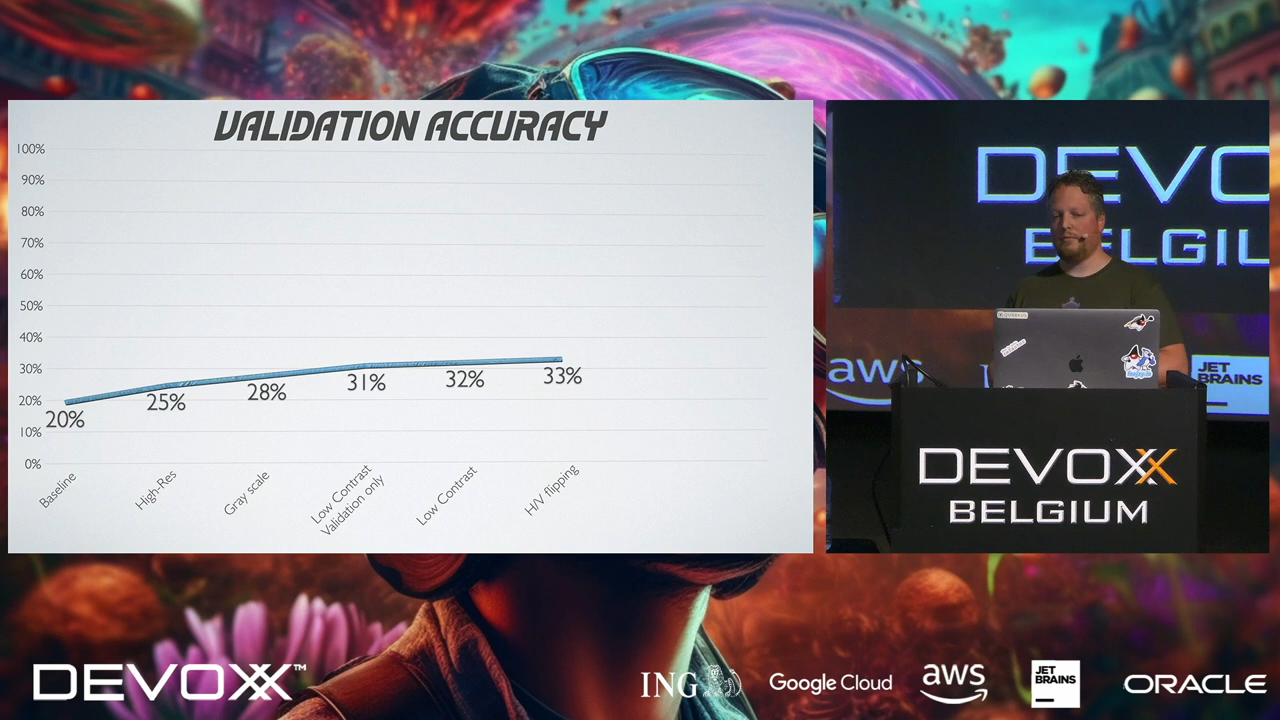 VALIDATION ACCURACY
100%
90%
80%
70%
60%
50%
40%
30%
20%
10%
0%
20%
25%
28%
31%
32%
33%
Baseline
High-Res
Gray scale
Low Contrast
Validation only
Low Contrast
H/V flipping
DEVO
BELGIU
aws
JET
BRAINS
DEVOXX
BELGIUM
DEVOXX™
ING
Google Cloud
aws
JET
BRAINS
ORACLE